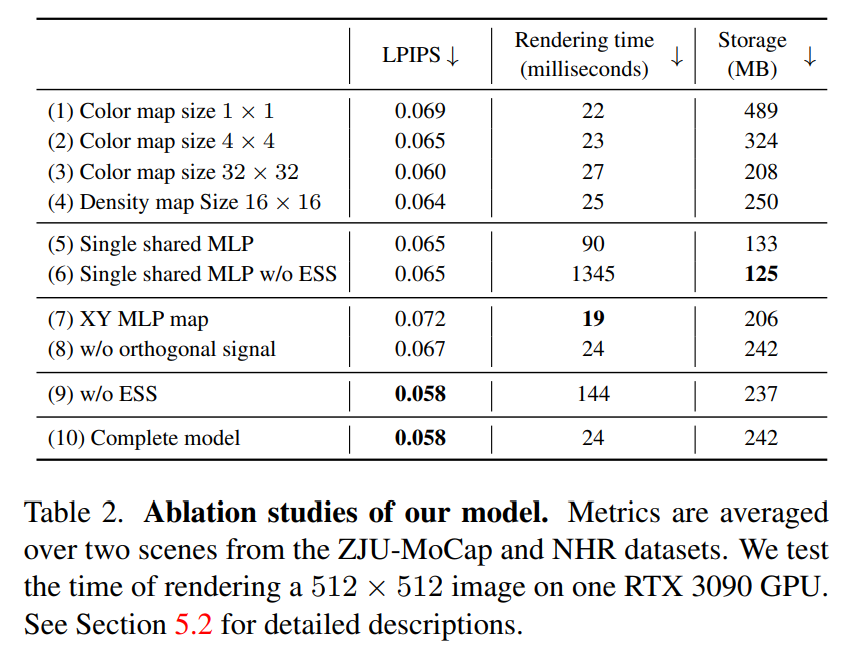 LPIPS ↓ Rendering time (milliseconds) ↓ Storage (MB) ↓
(1) Color map size 1 × 1 0.069 22 489
(2) Color map size 4 × 4 0.065 23 324
(3) Color map size 32 × 32 0.060 27 208
(4) Density map Size 16 × 16 0.064 25 250
(5) Single shared MLP 0.065 90 133
(6) Single shared MLP w/o ESS 0.065 1345 125
(7) XY MLP map 0.072 19 206
(8) w/o orthogonal signal 0.067 24 242
(9) w/o ESS 0.058 144 237
(10) Complete model 0.058 24 242
Table 2. Ablation studies of our model. Metrics are averaged
over two scenes from the ZJU-MoCap and NHR datasets. We test
the time of rendering a 512 × 512 image on one RTX 3090 GPU.
See Section 5.2 for detailed descriptions.